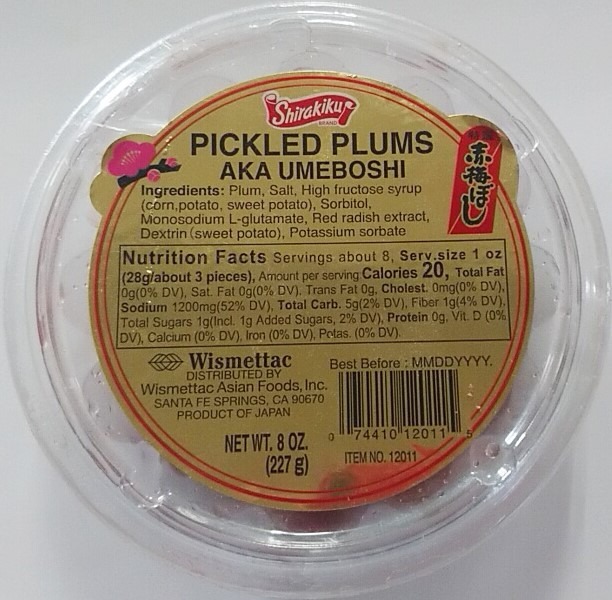 Shirakiku
BRAND
PICKLED PLUMS
AKA UMEBOSHI
特選
赤梅ぼし
Ingredients: Plum, Salt, High fructose syrup
(corn,potato, sweet potato), Sorbitol,
Monosodium L-glutamate, Red radish extract,
Dextrin (sweet potato), Potassium sorbate
Nutrition Facts Servings about 8, Serv.size 1 oz
(28g/about 3 pieces), Amount per serving Calories 20, Total Fat
0g(0% DV), Sat. Fat 0g(0% DV), Trans Fat 0g, Cholest. 0mg(0% DV),
Sodium 1200mg(52% DV), Total Carb. 5g(2% DV), Fiber 1g(4% DV),
Total Sugars 1g(Incl. 1g Added Sugars, 2% DV), Protein 0g, Vit. D (0%
DV), Calcium (0% DV), Iron (0% DV), Potas. (0% DV).
Wismettac
DISTRIBUTED BY
Wismettac Asian Foods, Inc.
SANTA FE SPRINGS, CA 90670
PRODUCT OF JAPAN
NET WT. 8 OZ.
(227 g)
Best Before : MMDDYYYY.
0 74410 12011 5
ITEM NO. 12011